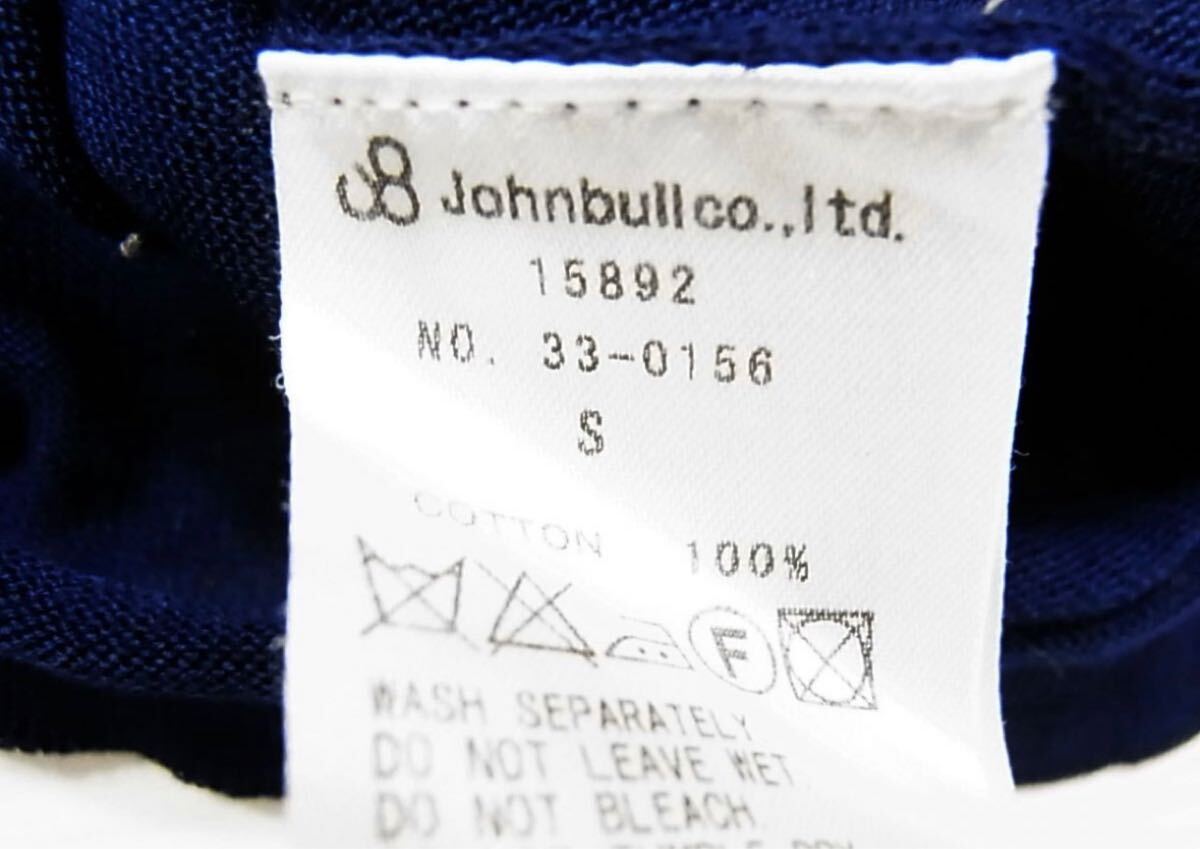 Johnbull co.,ltd.
15892
NO. 33-0156
S
COTTON 100%
F
WASH SEPARATELY
DO NOT LEAVE WET
DO NOT BLEACH